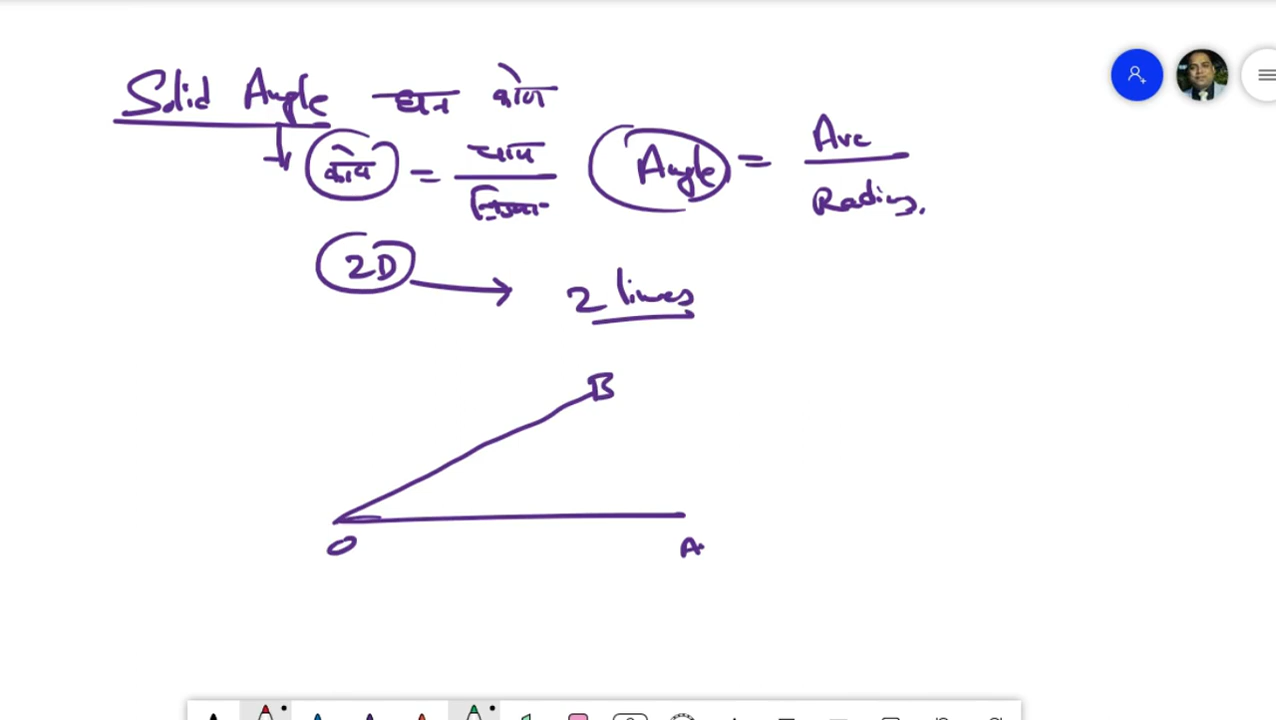 Solid Angle घन कोण
कोण = चाप / त्रिज्या Angle = Arc / Radius.
2D → 2 lines
B
O A